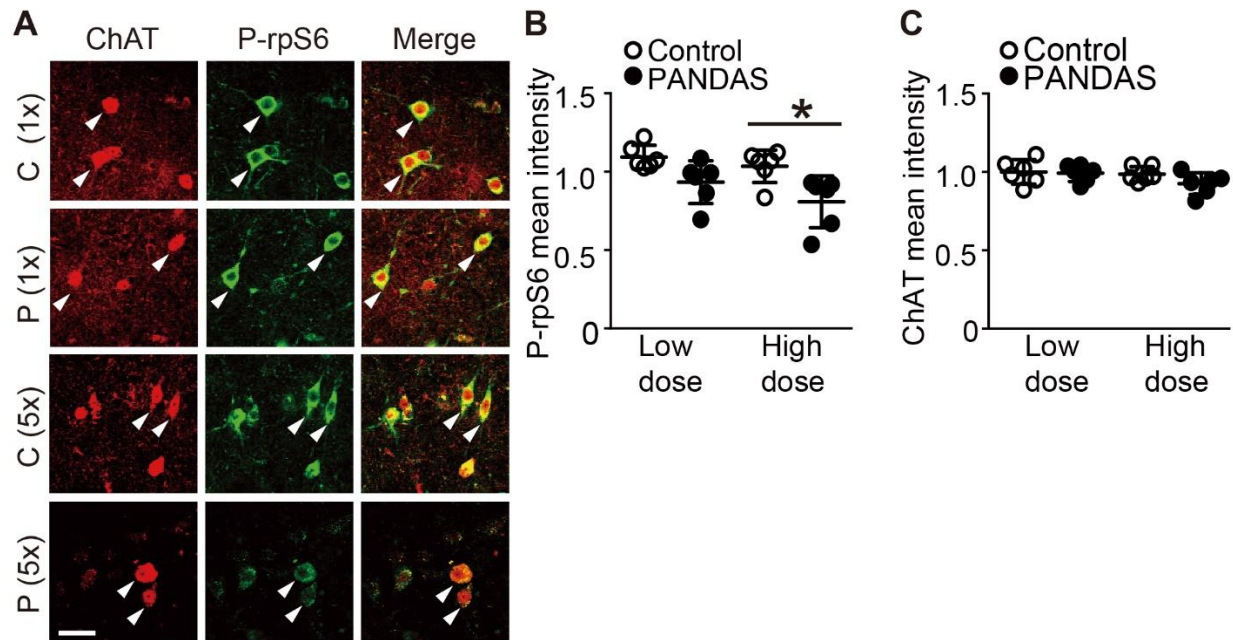 A
ChAT P-rpS6 Merge
C (1x)
P (1x)
C (5x)
P (5x)
B
Control
PANDAS
P-rpS6 mean intensity
1.5
1.0
0.5
0
*
Low dose
High dose
C
Control
PANDAS
ChAT mean intensity
1.5
1.0
0.5
0
Low dose
High dose